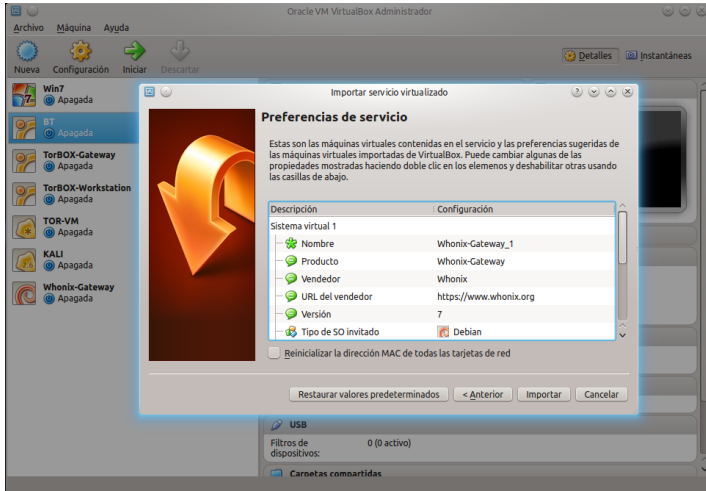 Oracle VM VirtualBox Administrador
Archivo Máquina Ayuda
Nueva Configuración Iniciar Descartar
Detalles Instantáneas
Win7
Apagada
BT
Apagada
TorBOX-Gateway
Apagada
TorBOX-Workstation
Apagada
TOR-VM
Apagada
KALI
Apagada
Whonix-Gateway
Apagada
Importar servicio virtualizado
Preferencias de servicio
Estas son las máquinas virtuales contenidas en el servicio y las preferencias sugeridas de
las máquinas virtuales importadas de VirtualBox. Puede cambiar algunas de las
propiedades mostradas haciendo doble clic en los elemenos y deshabilitar otras usando
las casillas de abajo.
Descripción Configuración
Sistema virtual 1
Nombre Whonix-Gateway_1
Producto Whonix-Gateway
Vendedor Whonix
URL del vendedor https://www.whonix.org
Versión 7
Tipo de SO invitado Debian
Reinicializar la dirección MAC de todas las tarjetas de red
Restaurar valores predeterminados < Anterior Importar Cancelar
USB
Filtros de 0 (0 activo)
dispositivos:
Carpetas compartidas